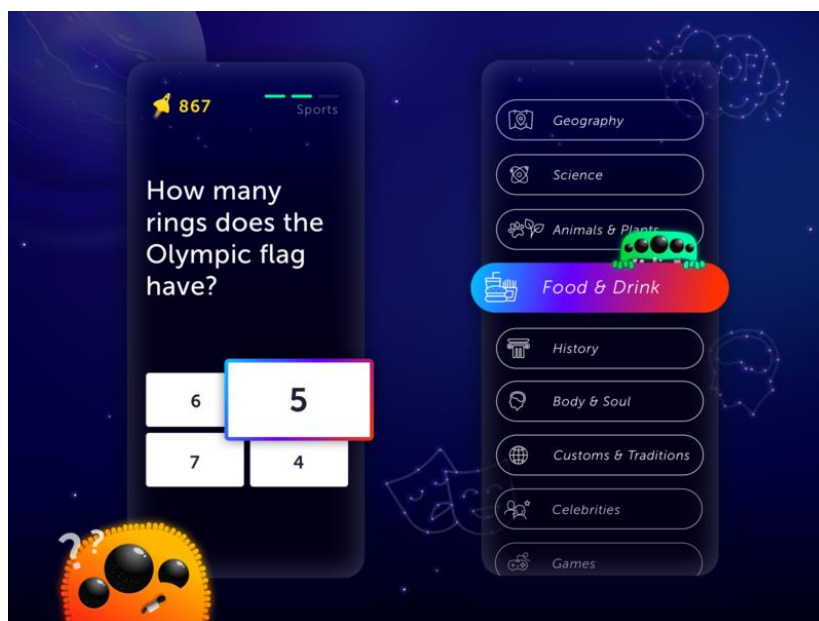 867
Sports
How many
rings does the
Olympic flag
have?
6
5
7
4
??
Geography
Science
Animals & Plants
Food & Drink
History
Body & Soul
Customs & Traditions
Celebrities
Games